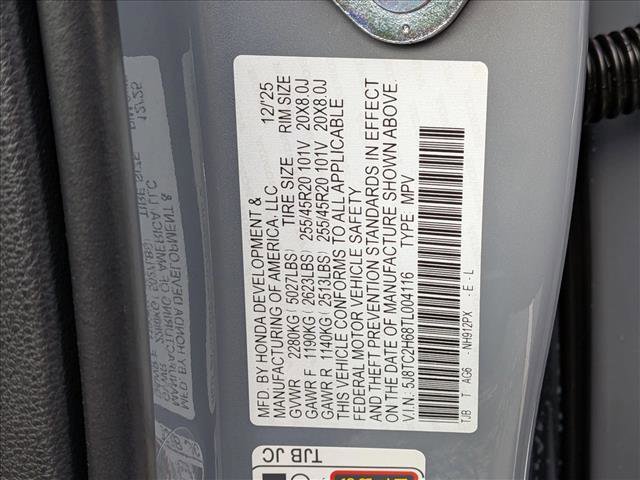 MFD BY HONDA DEVELOPMENT &
MANUFACTURING OF AMERICA, LLC 12/'25
TIRE SIZE RIM SIZE
GVWR 2280KG( 5027LBS)
GAWR F 1190KG( 2623LBS) 255/45R20 101V 20X8.0J
GAWR R 1140KG( 2513LBS) 255/45R20 101V 20X8.0J
THIS VEHICLE CONFORMS TO ALL APPLICABLE
FEDERAL MOTOR VEHICLE SAFETY
AND THEFT PREVENTION STANDARDS IN EFFECT
ON THE DATE OF MANUFACTURE SHOWN ABOVE.
V.I.N: 5J8TC2H68TL004116 TYPE: MPV
TJB T AG6 - NH912PX - E - L
TJB JC